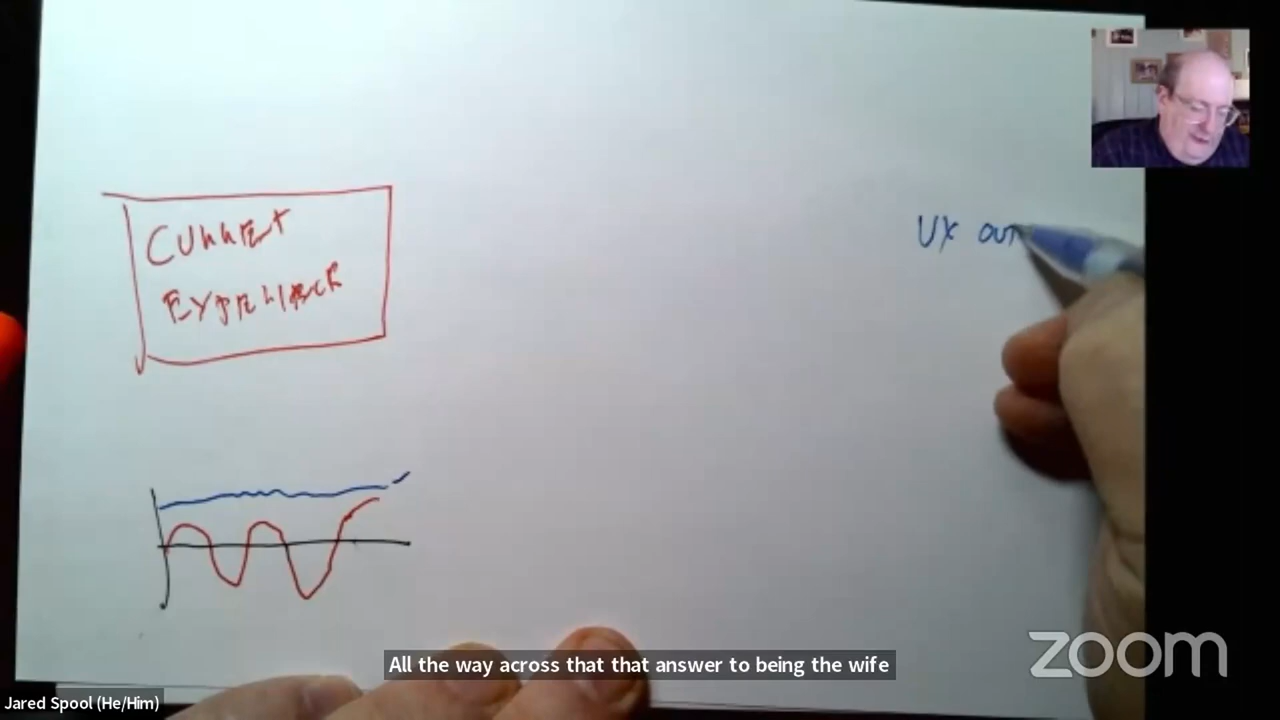 CURRENT
EXPERIENCE
UX OUT
zoom
All the way across that that answer to being the wife
Jared Spool (He/Him)